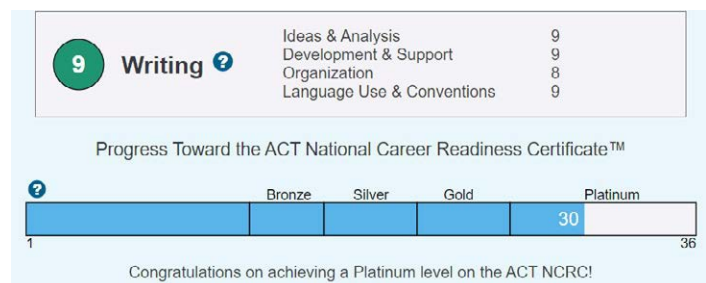 Ideas & Analysis 9
9 Writing ? Development & Support 9
Organization 8
Language Use & Conventions 9
Progress Toward the ACT National Career Readiness Certificate™
? Bronze Silver Gold Platinum
30
1 36
Congratulations on achieving a Platinum level on the ACT NCRC!